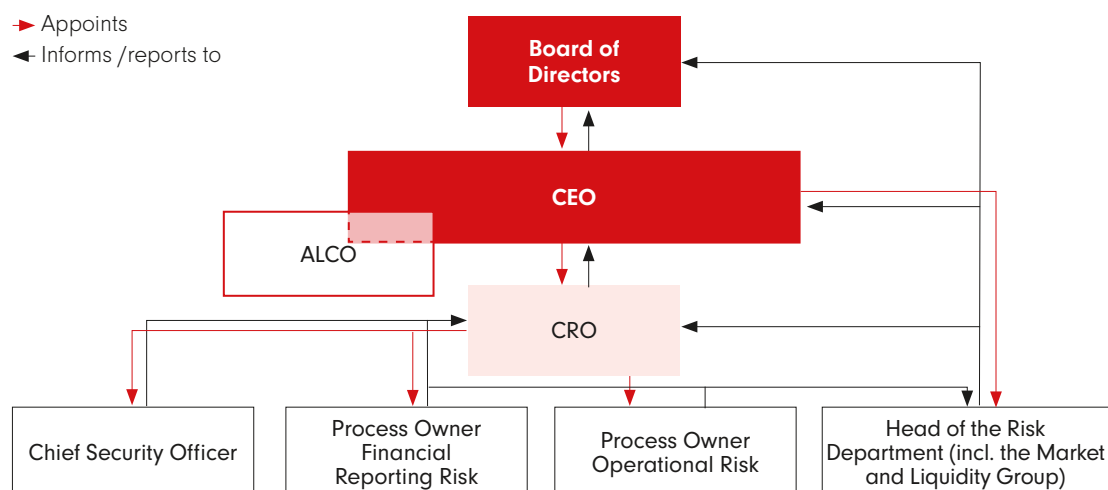 Appoints
Informs /reports to
Board of
Directors
CEO
ALCO
CRO
Chief Security Officer
Process Owner
Financial
Reporting Risk
Process Owner
Operational Risk
Head of the Risk
Department (incl. the Market
and Liquidity Group)